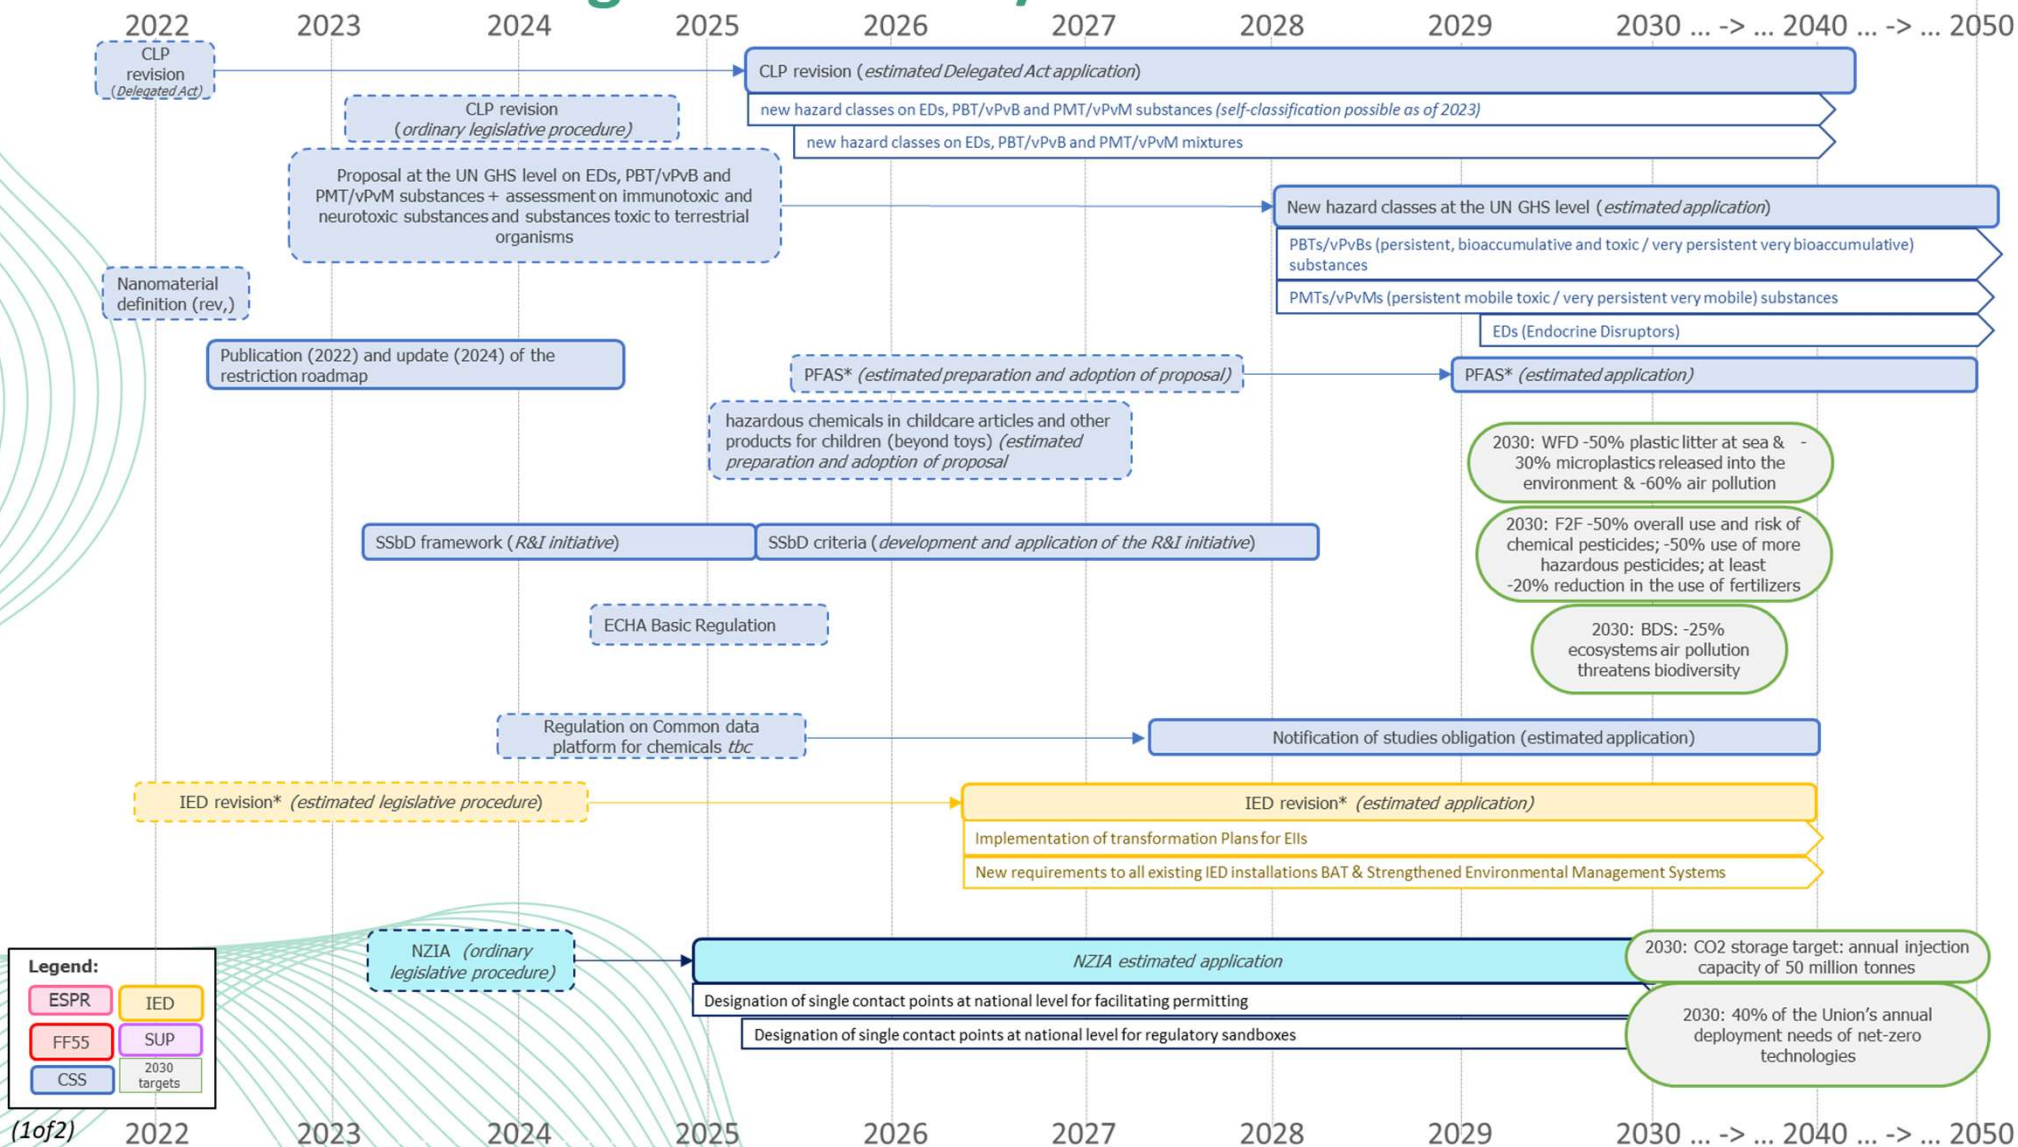 2022 2023 2024 2025 2026 2027 2028 2029 2030 ... -> ... 2040 ... -> ... 2050
CLP
revision
(Delegated Act)
CLP revision (estimated Delegated Act application)
new hazard classes on EDs, PBT/vPvB and PMT/vPvM substances (self-classification possible as of 2023)
CLP revision
(ordinary legislative procedure)
new hazard classes on EDs, PBT/vPvB and PMT/vPvM mixtures
Proposal at the UN GHS level on EDs, PBT/vPvB and
PMT/vPvM substances + assessment on immunotoxic and
neurotoxic substances and substances toxic to terrestrial
organisms
New hazard classes at the UN GHS level (estimated application)
PBTs/vPvBs (persistent, bioaccumulative and toxic / very persistent very bioaccumulative)
substances
PMTs/vPvMs (persistent mobile toxic / very persistent very mobile) substances
EDs (Endocrine Disruptors)
Nanomaterial
definition (rev,)
Publication (2022) and update (2024) of the
restriction roadmap
PFAS* (estimated preparation and adoption of proposal)
PFAS* (estimated application)
hazardous chemicals in childcare articles and other
products for children (beyond toys) (estimated
preparation and adoption of proposal
2030: WFD -50% plastic litter at sea & -
30% microplastics released into the
environment & -60% air pollution
SSbD framework (R&I initiative)
SSbD criteria (development and application of the R&I initiative)
2030: F2F -50% overall use and risk of
chemical pesticides; -50% use of more
hazardous pesticides; at least
-20% reduction in the use of fertilizers
ECHA Basic Regulation
2030: BDS: -25%
ecosystems air pollution
threatens biodiversity
Regulation on Common data
platform for chemicals tbc
Notification of studies obligation (estimated application)
IED revision* (estimated legislative procedure)
IED revision* (estimated application)
Implementation of transformation Plans for EIIs
New requirements to all existing IED installations BAT & Strengthened Environmental Management Systems
NZIA (ordinary
legislative procedure)
NZIA estimated application
2030: CO2 storage target: annual injection
capacity of 50 million tonnes
Designation of single contact points at national level for facilitating permitting
Designation of single contact points at national level for regulatory sandboxes
2030: 40% of the Union's annual
deployment needs of net-zero
technologies
Legend:
ESPR IED
FF55 SUP
CSS 2030
targets
(1of2)
2022 2023 2024 2025 2026 2027 2028 2029 2030 ... -> ... 2040 ... -> ... 2050